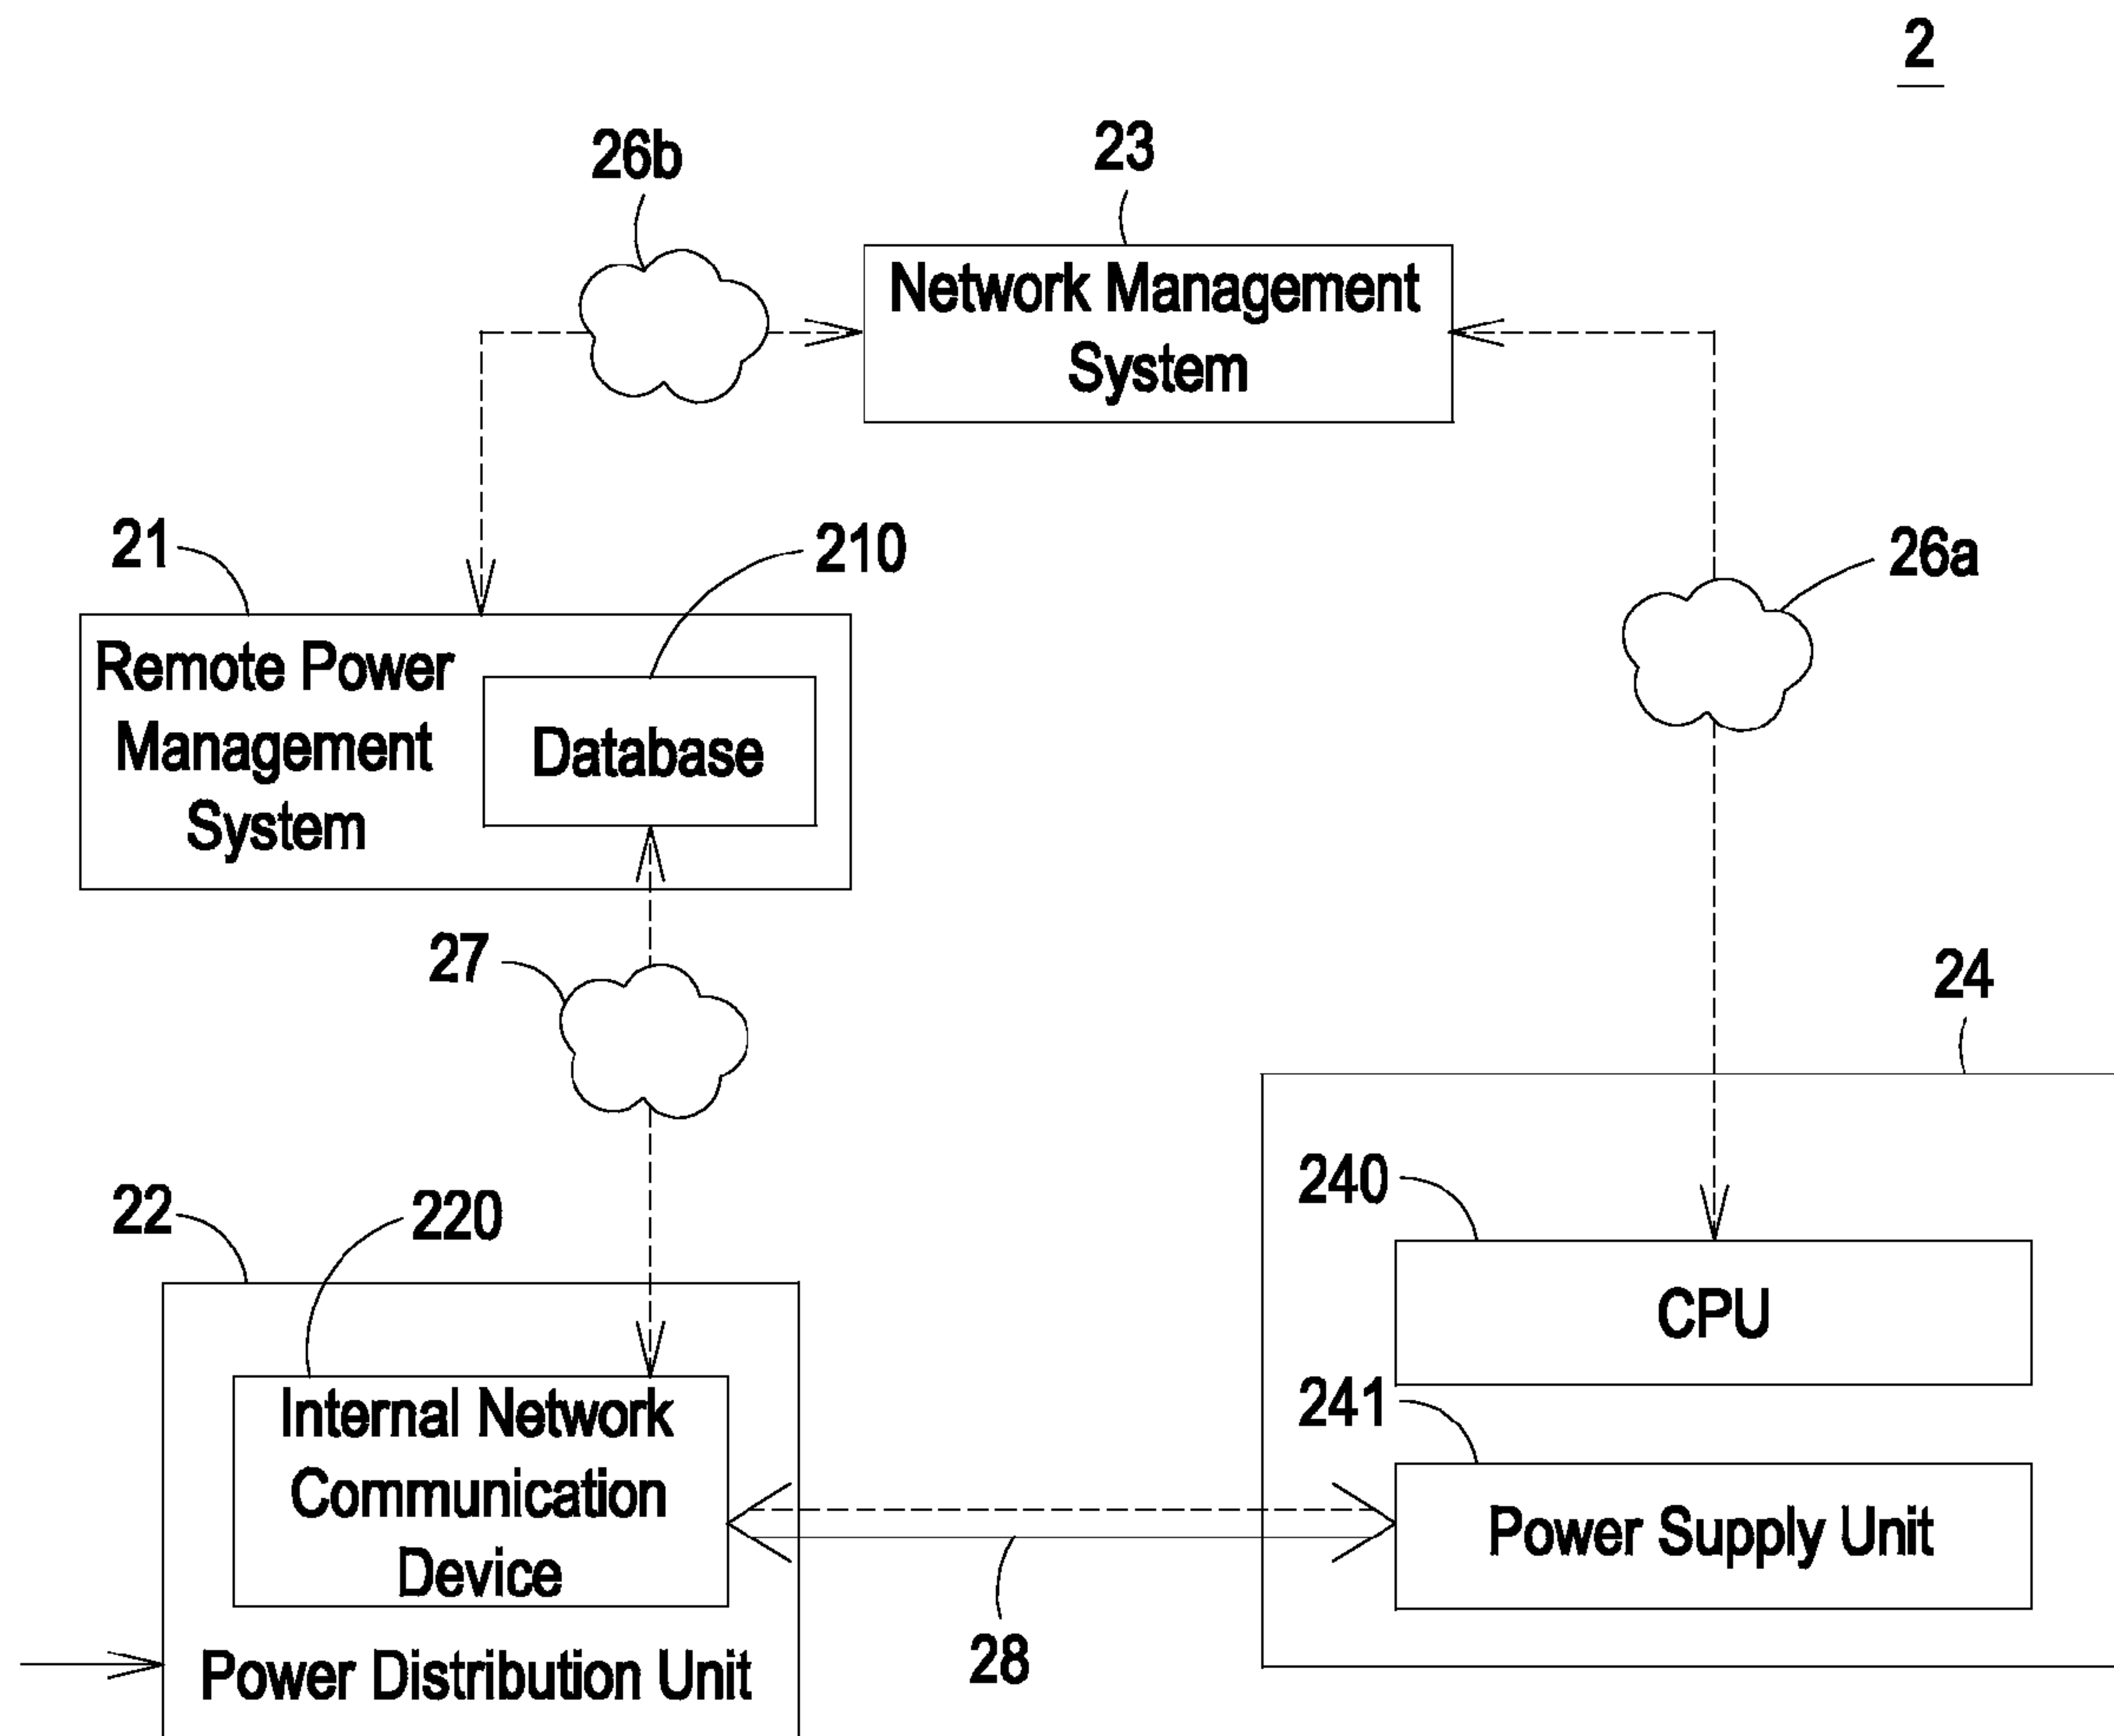 2
26b
23
Network Management
System
21
210
26a
Remote Power
Management
System
Database
27
24
22
220
240
CPU
241
Internal Network
Communication
Device
Power Supply Unit
28
Power Distribution Unit